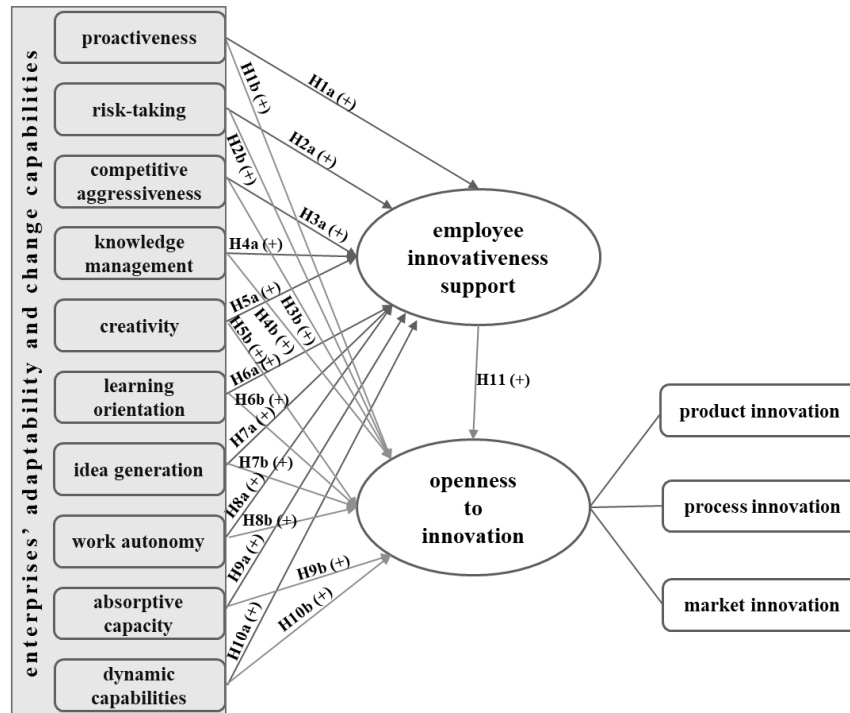 enterprises' adaptability and change capabilities
proactiveness
risk-taking
competitive
aggressiveness
knowledge
management
creativity
learning
orientation
idea generation
work autonomy
absorptive
capacity
dynamic
capabilities
H1a (+)
H1b (+)
H2a (+)
H2b (+)
H3a (+)
H4a (+)
H5a (+)
H3b (+)
H4b (+)
H5b (+)
H6a (+)
H6b (+)
H7a (+)
H7b (+)
H8a (+)
H8b (+)
H9a (+)
H9b (+)
H10a (+)
H10b (+)
employee
innovativeness
support
H11 (+)
openness
to
innovation
product innovation
process innovation
market innovation